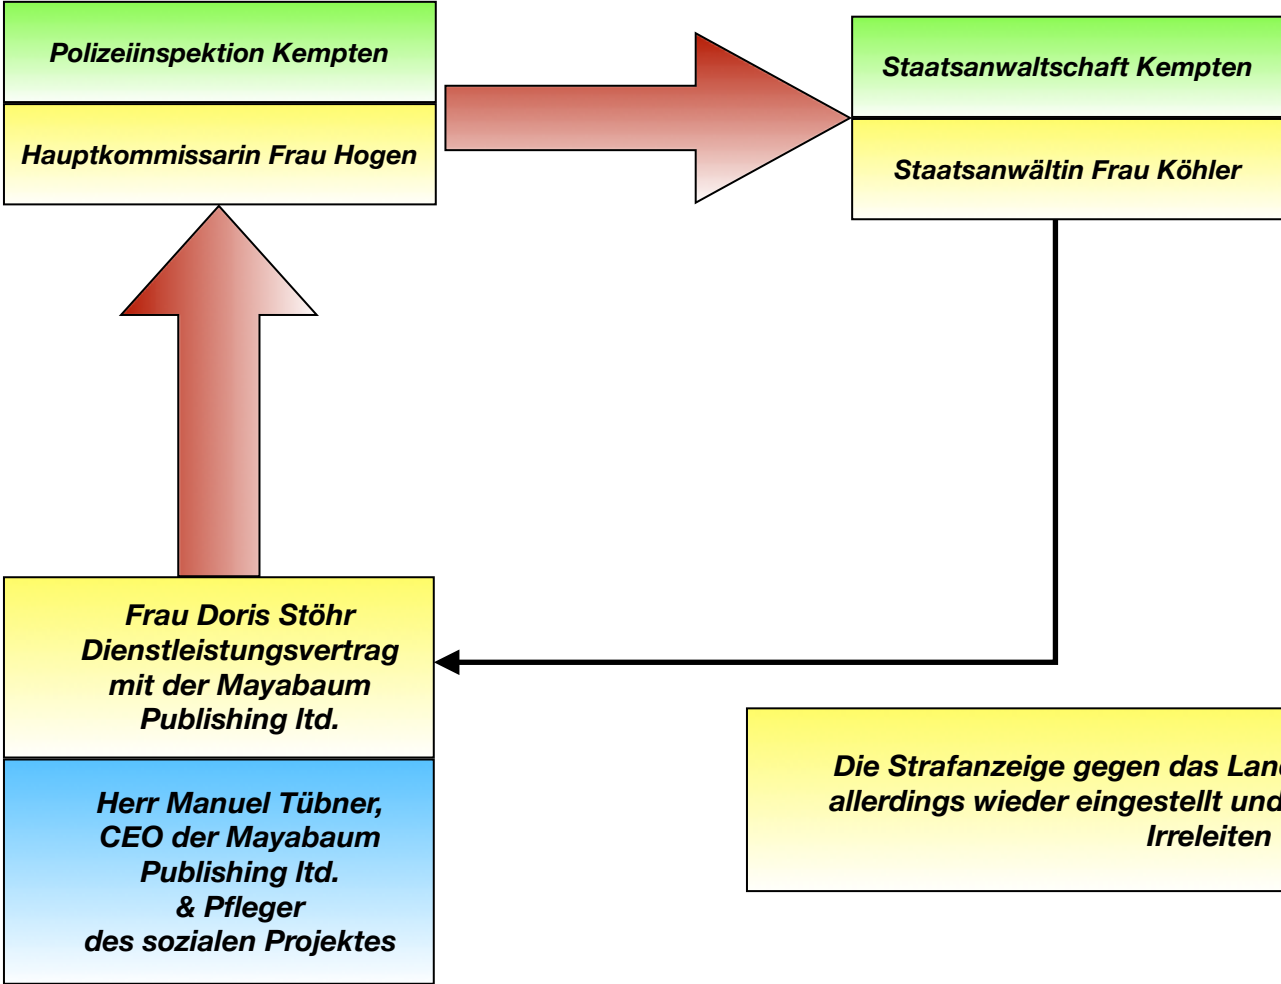 Polizeiinspektion Kempten
Hauptkommissarin Frau Hogen
Staatsanwaltschaft Kempten
Staatsanwältin Frau Köhler
Frau Doris Stöhr
Dienstleistungsvertrag
mit der Mayabaum
Publishing ltd.
Herr Manuel Tübner,
CEO der Mayabaum
Publishing ltd.
& Pfleger
des sozialen Projektes
Die Strafanzeige gegen das
allerdings wieder eingestellt und
Irreleiten